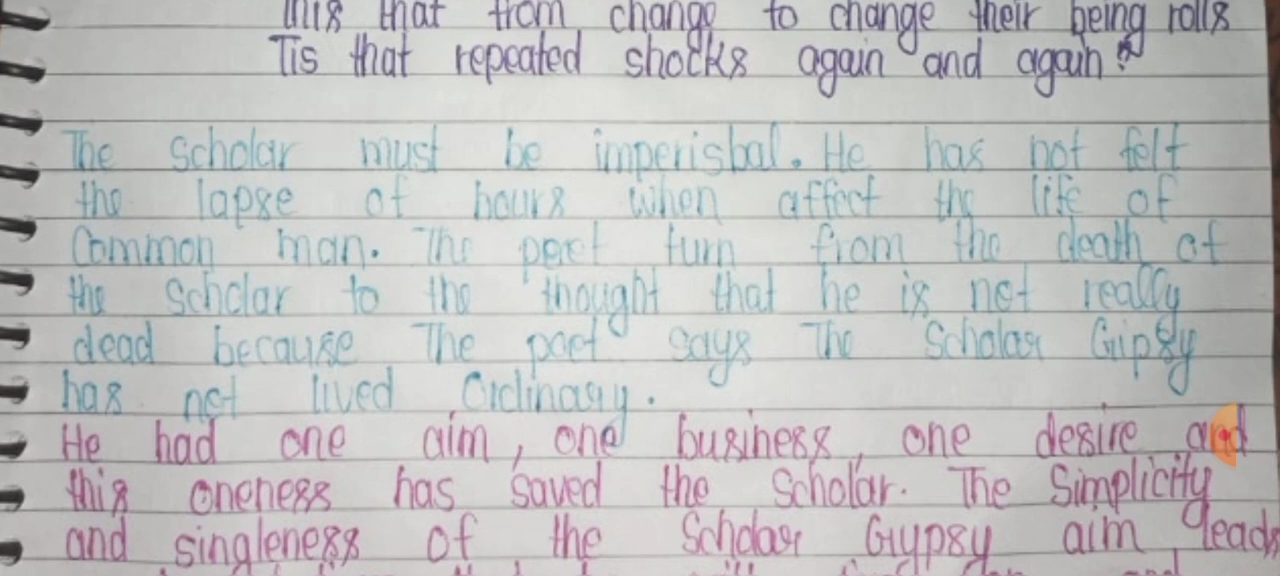 this that from change to change their being rolls
Tis that repeated shocks again and again?
The Scholar must be imperisbal. He has not felt
the lapse of hours when affect the life of
Common man. The poet turn from the death of
the Scholar to the thought that he is not really
dead because The poet says The Scholar Gipsy
has not lived Ordinary.
He had one aim, one business, one desire and
this oneness has saved the Scholar. The Simplicity
and singleness of the Scholar Gypsy aim leads